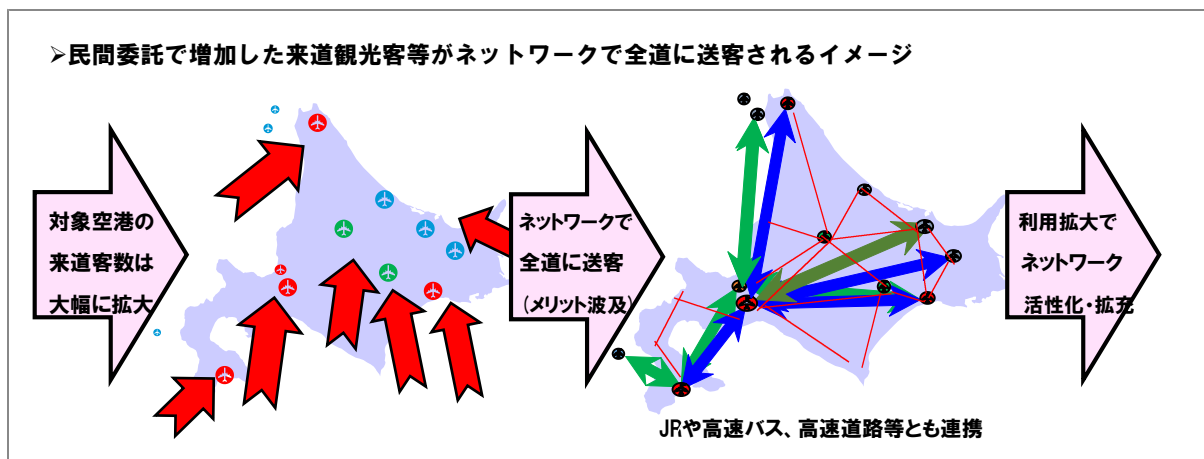 ➢民間委託で増加した来道観光客等がネットワークで全道に送客されるイメージ
対象空港の
来道客数は
大幅に拡大
ネットワークで
全道に送客
(メリット波及)
利用拡大で
ネットワーク
活性化・拡充
JRや高速バス、高速道路等とも連携